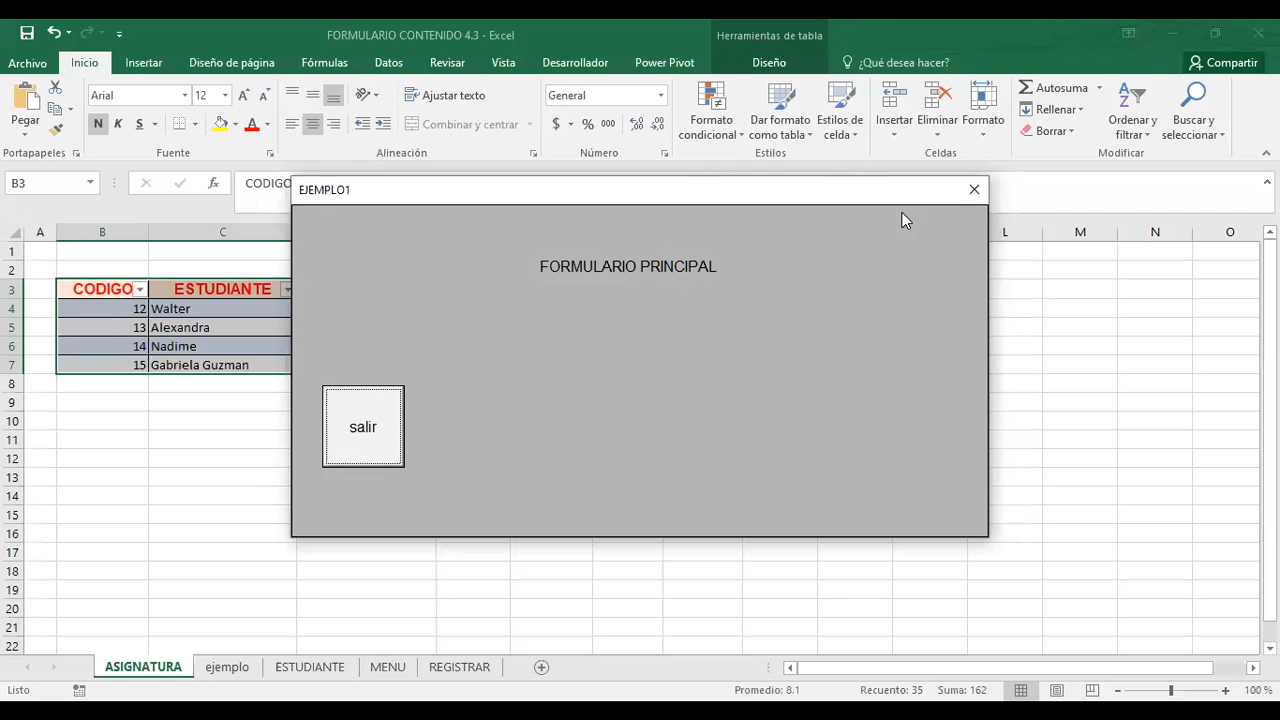 FORMULARIO CONTENIDO 4.3 - Excel
Herramientas de tabla
Archivo Inicio Insertar Diseño de página Fórmulas Datos Revisar Vista Desarrollador Power Pivot Diseño ¿Qué desea hacer? Compartir
Pegar
Arial 12
N K S
Ajustar texto
Combinar y centrar
General
$ % 000
Formato condicional
Dar formato como tabla
Estilos de celda
Insertar Eliminar Formato
Autosuma
Rellenar
Borrar
Ordenar y filtrar
Buscar y seleccionar
Portapapeles Fuente Alineación Número Estilos Celdas Modificar
B3 fx CODIGO
EJEMPLO1
FORMULARIO PRINCIPAL
salir
A B C L M N O
1
2
3 CODIGO ESTUDIANTE
4 12 Walter
5 13 Alexandra
6 14 Nadime
7 15 Gabriela Guzman
8
9
10
11
12
13
14
15
16
17
18
19
20
21
22
ASIGNATURA ejemplo ESTUDIANTE MENU REGISTRAR
Listo Promedio: 8.1 Recuento: 35 Suma: 162 100 %